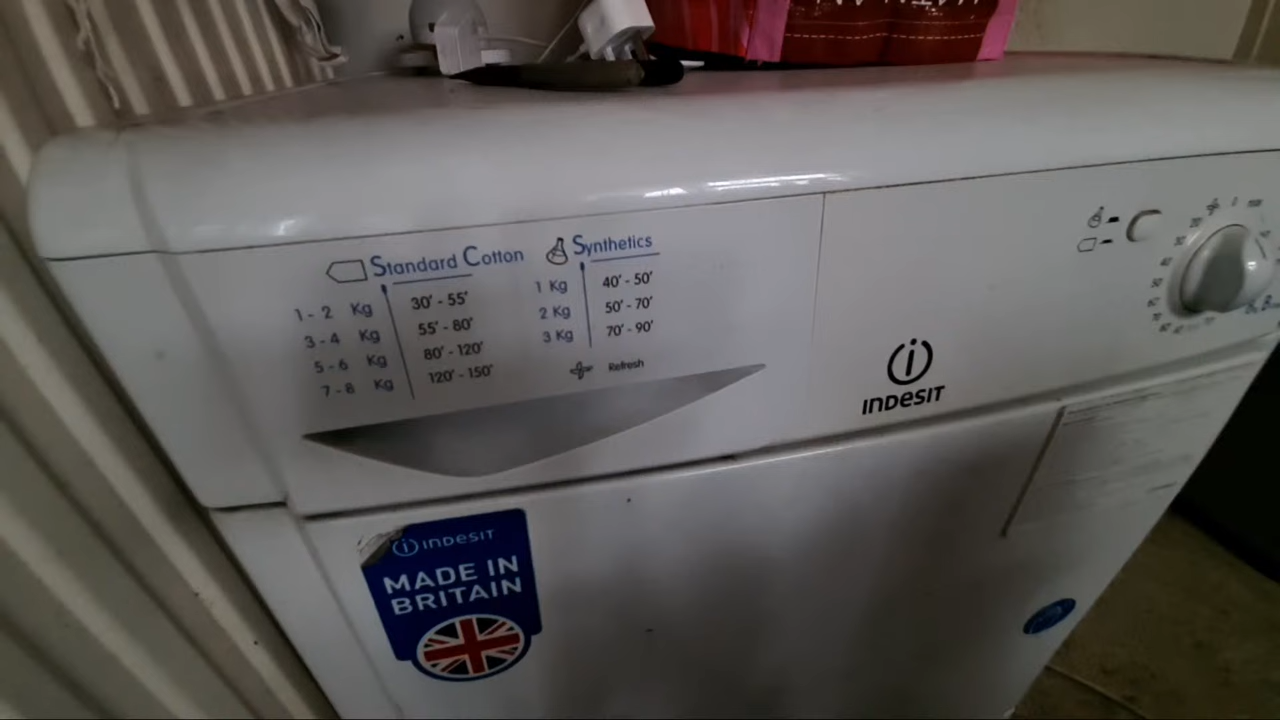 Standard Cotton
1 - 2 Kg 30' - 55'
3 - 4 Kg 55' - 80'
5 - 6 Kg 80' - 120'
7 - 8 Kg 120' - 150'
Synthetics
1 Kg 40' - 50'
2 Kg 50' - 70'
3 Kg 70' - 90'
Refresh
INDESIT
INDESIT
MADE IN
BRITAIN